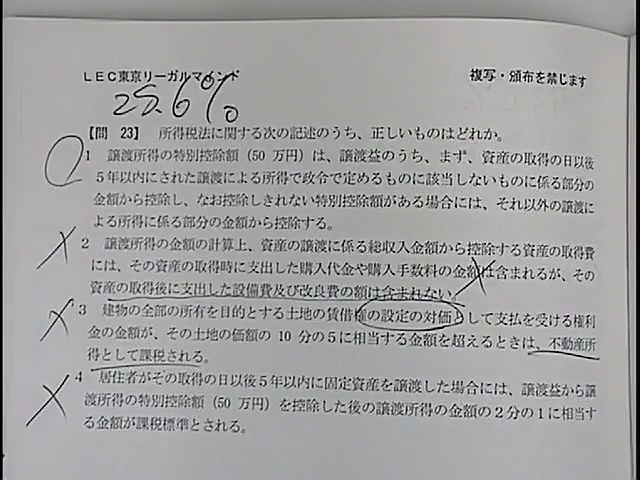 LEC東京リーガルマインド
複写・頒布を禁じます
25.6%
【問 23】 所得税法に関する次の記述のうち、正しいものはどれか。
1 譲渡所得の特別控除額（50 万円）は、譲渡益のうち、まず、資産の取得の日以後
５年以内にされた譲渡による所得で政令で定めるものに該当しないものに係る部分の
金額から控除し、なお控除しきれない特別控除額がある場合には、それ以外の譲渡に
よる所得に係る部分の金額から控除する。
2 譲渡所得の金額の計算上、資産の譲渡に係る総収入金額から控除する資産の取得費
には、その資産の取得時に支出した購入代金や購入手数料の金額は含まれるが、その
資産の取得後に支出した設備費及び改良費の額は含まれない。
3 建物の全部の所有を目的とする土地の賃借権の設定の対価として支払を受ける権利
金の金額が、その土地の価額の 10 分の５に相当する金額を超えるときは、不動産所
得として課税される。
4 居住者がその取得の日以後５年以内に固定資産を譲渡した場合には、譲渡益から譲
渡所得の特別控除額（50 万円）を控除した後の譲渡所得の金額の２分の１に相当す
る金額が課税標準とされる。